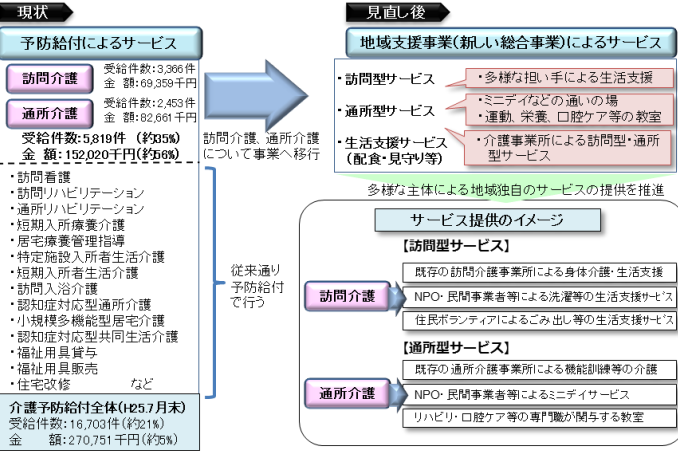 現状
予防給付によるサービス
訪問介護
受給件数:3,366件
金　額:69,359千円
通所介護
受給件数:2,453件
金　額:82,661千円
受給件数:5,819件　(約35%)
金　額:152,020千円(約56%)
訪問介護、通所介護
について事業へ移行
・訪問看護
・訪問リハビリテーション
・通所リハビリテーション
・短期入所療養介護
・居宅療養管理指導
・特定施設入所者生活介護
・短期入所者生活介護
・訪問入浴介護
・認知症対応型通所介護
・小規模多機能型居宅介護
・認知症対応型共同生活介護
・福祉用具貸与
・福祉用具販売
・住宅改修　　　　など
従来通り
予防給付
で行う
介護予防給付全体(H25.7月末)
受給件数:16,703件(約21%)
金　　額:270,751千円(約5%)
見直し後
地域支援事業(新しい総合事業)によるサービス
・訪問型サービス
・多様な担い手による生活支援
・通所型サービス
・ミニデイなどの通いの場
・運動、栄養、口腔ケア等の教室
・生活支援サービス
(配食・見守り等)
・介護事業所による訪問型・通所
型サービス
多様な主体による地域独自のサービスの提供を推進
サービス提供のイメージ
【訪問型サービス】
訪問介護
既存の訪問介護事業所による身体介護・生活支援
NPO・民間事業者等による洗濯等の生活支援サービス
住民ボランティアによるごみ出し等の生活支援サービス
【通所型サービス】
通所介護
既存の通所介護事業所による機能訓練等の介護
NPO・民間事業者等によるミニデイサービス
リハビリ・口腔ケア等の専門職が関与する教室